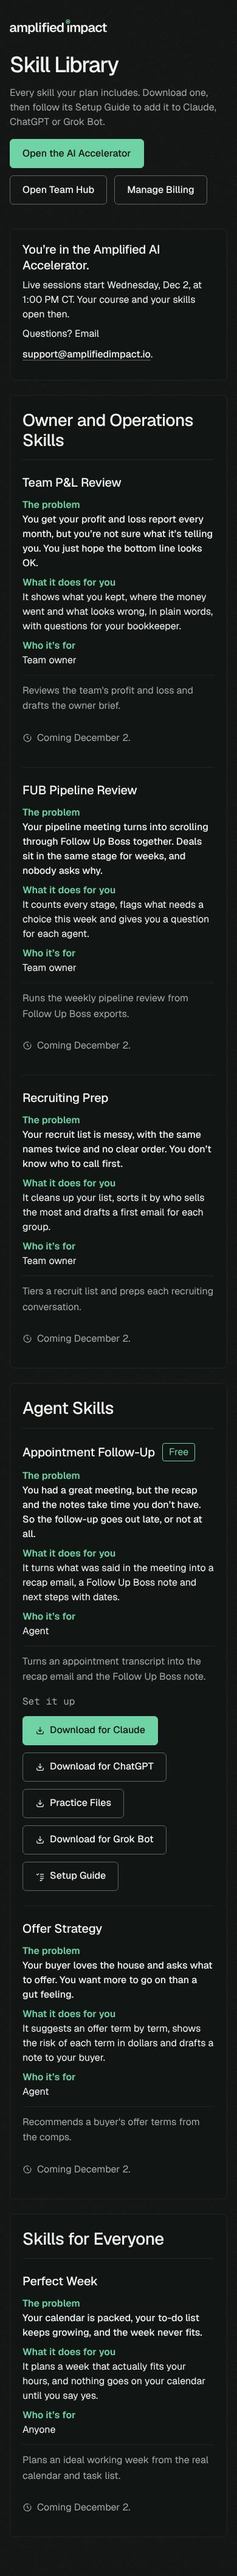 amplified impact
Skill Library
Every skill your plan includes. Download one,
then follow its Setup Guide to add it to Claude,
ChatGPT or Grok Bot.
Open the AI Accelerator
Open Team Hub
Manage Billing
You're in the Amplified AI
Accelerator.
Live sessions start Wednesday, Dec 2, at
1:00 PM CT. Your course and your skills
open then.
Questions? Email
support@amplifiedimpact.io.
Owner and Operations
Skills
Team P&L Review
The problem
You get your profit and loss report every
month, but you're not sure what it's telling
you. You just hope the bottom line looks
OK.
What it does for you
It shows what you kept, where the money
went and what looks wrong, in plain words,
with questions for your bookkeeper.
Who it's for
Team owner
Reviews the team's profit and loss and
drafts the owner brief.
Coming December 2.
FUB Pipeline Review
The problem
Your pipeline meeting turns into scrolling
through Follow Up Boss together. Deals
sit in the same stage for weeks, and
nobody asks why.
What it does for you
It counts every stage, flags what needs a
choice this week and gives you a question
for each agent.
Who it's for
Team owner
Runs the weekly pipeline review from
Follow Up Boss exports.
Coming December 2.
Recruiting Prep
The problem
Your recruit list is messy, with the same
names twice and no clear order. You don't
know who to call first.
What it does for you
It cleans up your list, sorts it by who sells
the most and drafts a first email for each
group.
Who it's for
Team owner
Tiers a recruit list and preps each recruiting
conversation.
Coming December 2.
Agent Skills
Appointment Follow-Up Free
The problem
You had a great meeting, but the recap
and the notes take time you don't have.
So the follow-up goes out late, or not at
all.
What it does for you
It turns what was said in the meeting into a
recap email, a Follow Up Boss note and
next steps with dates.
Who it's for
Agent
Turns an appointment transcript into the
recap email and the Follow Up Boss note.
Set it up
Download for Claude
Download for ChatGPT
Practice Files
Download for Grok Bot
Setup Guide
Offer Strategy
The problem
Your buyer loves the house and asks what
to offer. You want more to go on than a
gut feeling.
What it does for you
It suggests an offer term by term, shows
the risk of each term in dollars and drafts a
note to your buyer.
Who it's for
Agent
Recommends a buyer's offer terms from
the comps.
Coming December 2.
Skills for Everyone
Perfect Week
The problem
Your calendar is packed, your to-do list
keeps growing, and the week never fits.
What it does for you
It plans a week that actually fits your
hours, and nothing goes on your calendar
until you say yes.
Who it's for
Anyone
Plans an ideal working week from the real
calendar and task list.
Coming December 2.